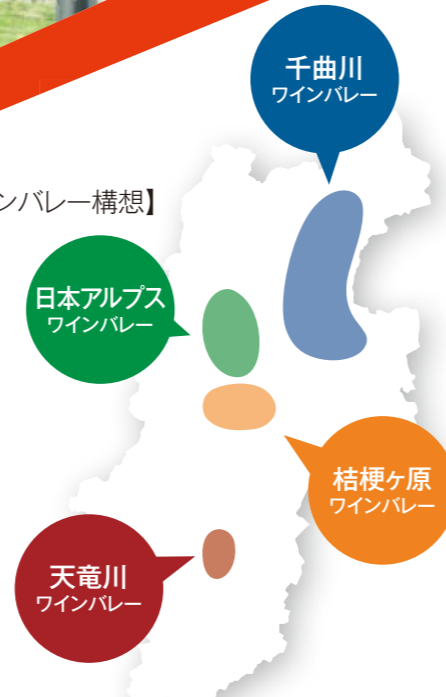 千曲川
ワインバレー
ンバレー構想】
日本アルプス
ワインバレー
桔梗ヶ原
ワインバレー
天竜川
ワインバレー